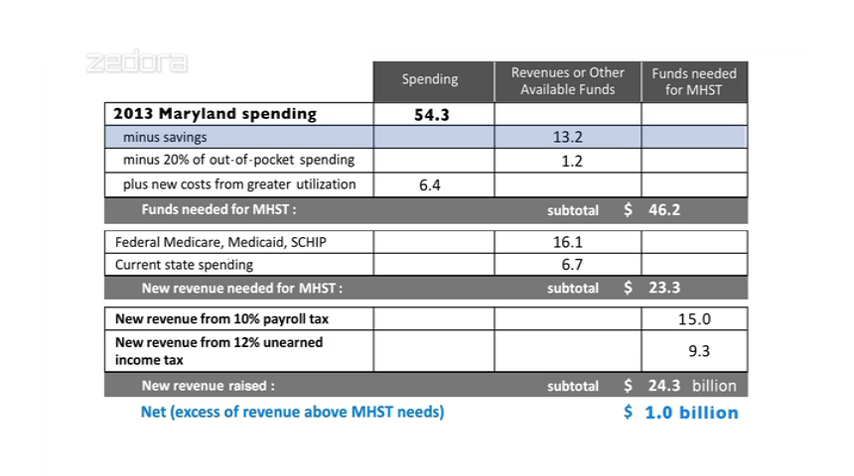 zedora
Spending
Revenues or Other
Available Funds
Funds needed
for MHST
2013 Maryland spending 54.3
minus savings 13.2
minus 20% of out-of-pocket spending 1.2
plus new costs from greater utilization 6.4
Funds needed for MHST : subtotal $ 46.2
Federal Medicare, Medicaid, SCHIP 16.1
Current state spending 6.7
New revenue needed for MHST : subtotal $ 23.3
New revenue from 10% payroll tax 15.0
New revenue from 12% unearned
income tax 9.3
New revenue raised : subtotal $ 24.3 billion
Net (excess of revenue above MHST needs) $ 1.0 billion